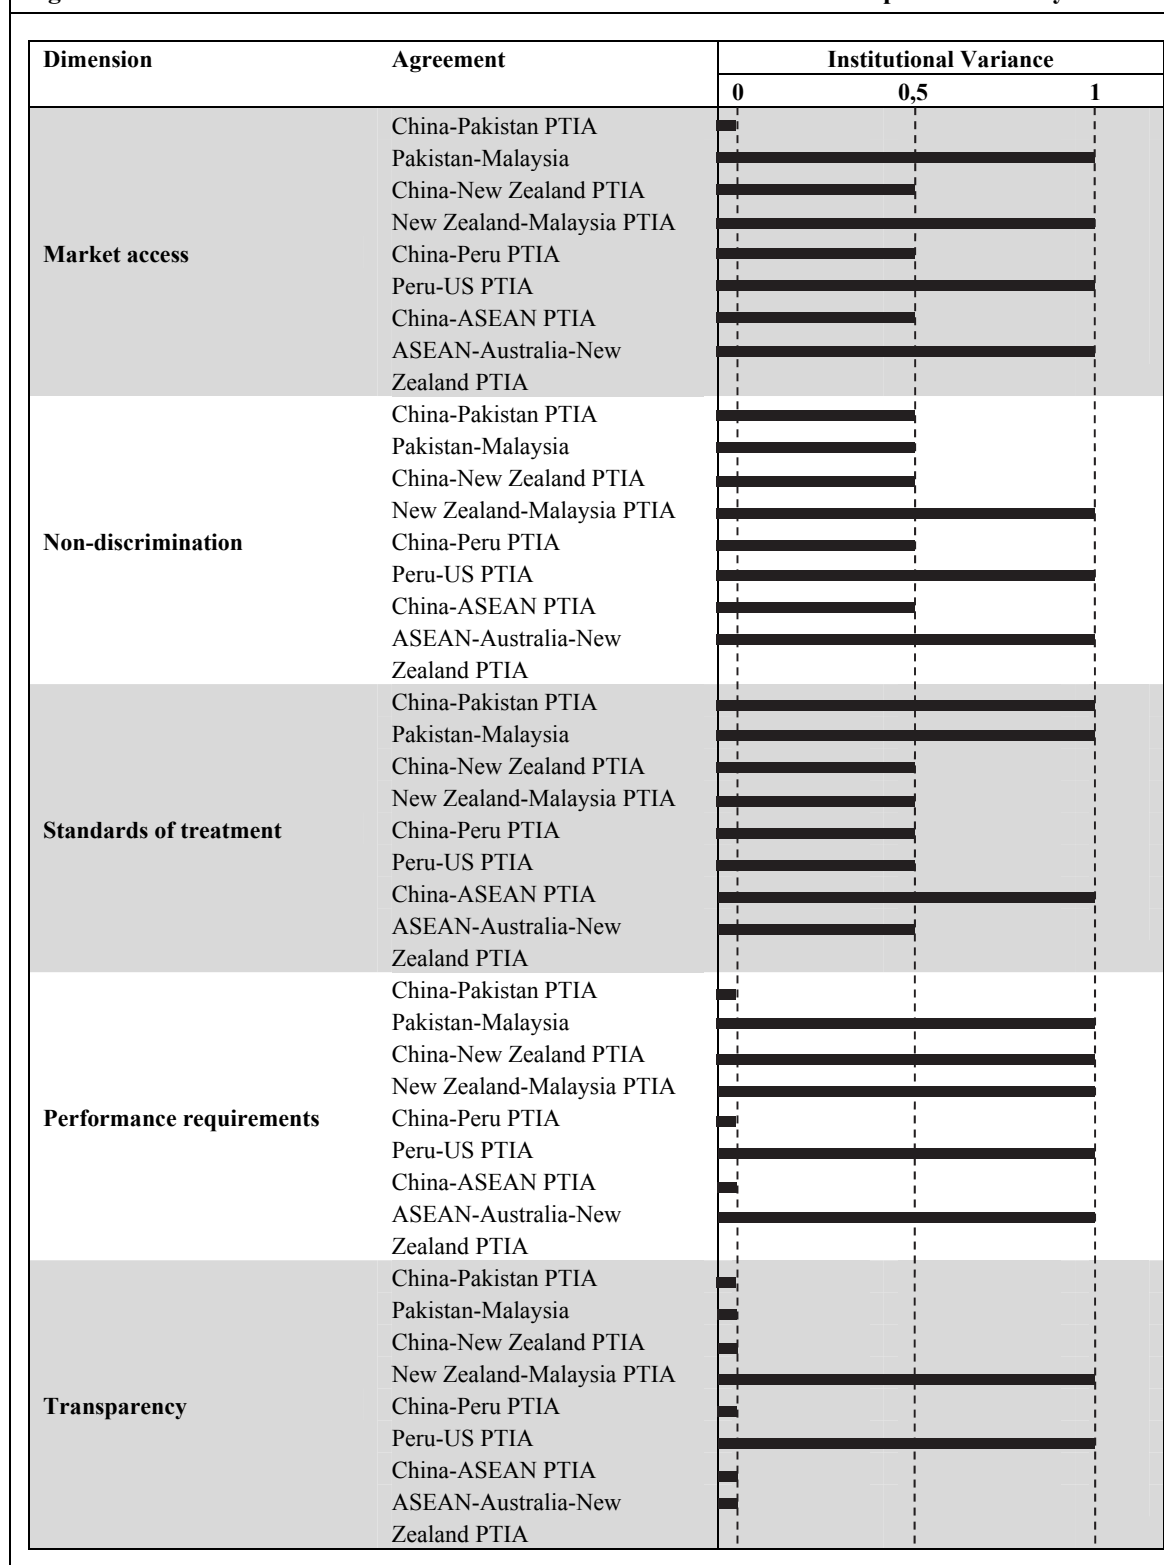 Dimension Agreement Institutional Variance
0 0,5 1
Market access
China-Pakistan PTIA
Pakistan-Malaysia
China-New Zealand PTIA
New Zealand-Malaysia PTIA
China-Peru PTIA
Peru-US PTIA
China-ASEAN PTIA
ASEAN-Australia-New
Zealand PTIA
Non-discrimination
China-Pakistan PTIA
Pakistan-Malaysia
China-New Zealand PTIA
New Zealand-Malaysia PTIA
China-Peru PTIA
Peru-US PTIA
China-ASEAN PTIA
ASEAN-Australia-New
Zealand PTIA
Standards of treatment
China-Pakistan PTIA
Pakistan-Malaysia
China-New Zealand PTIA
New Zealand-Malaysia PTIA
China-Peru PTIA
Peru-US PTIA
China-ASEAN PTIA
ASEAN-Australia-New
Zealand PTIA
Performance requirements
China-Pakistan PTIA
Pakistan-Malaysia
China-New Zealand PTIA
New Zealand-Malaysia PTIA
China-Peru PTIA
Peru-US PTIA
China-ASEAN PTIA
ASEAN-Australia-New
Zealand PTIA
Transparency
China-Pakistan PTIA
Pakistan-Malaysia
China-New Zealand PTIA
New Zealand-Malaysia PTIA
China-Peru PTIA
Peru-US PTIA
China-ASEAN PTIA
ASEAN-Australia-New
Zealand PTIA